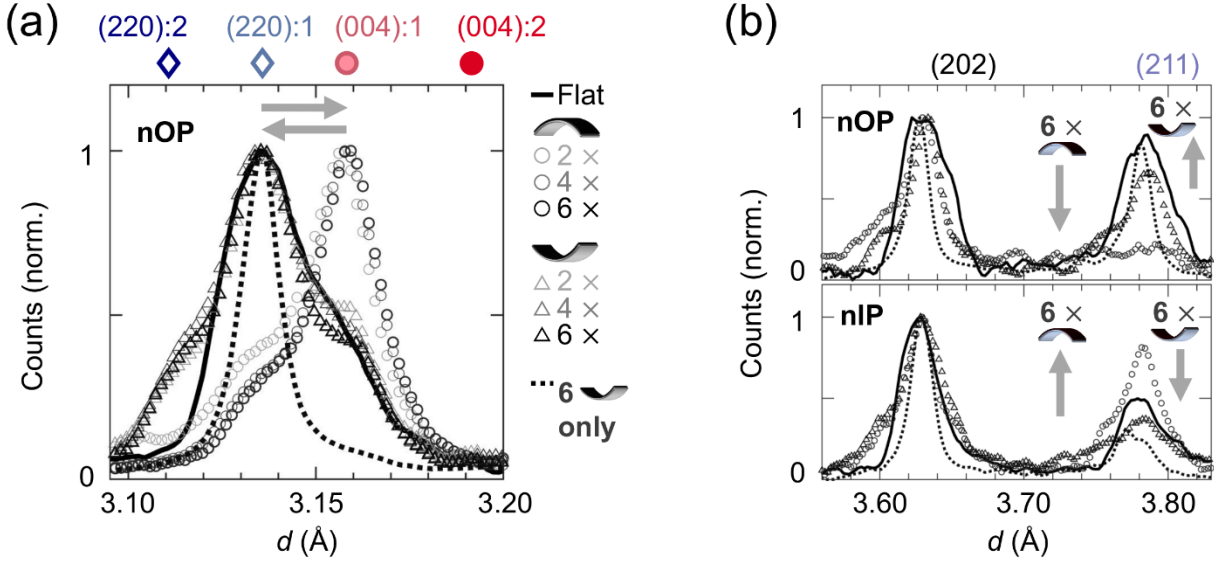 (a)
(220):2 (220):1 (004):1 (004):2
nOP
Counts (norm.)
1
0
3.10 3.15 3.20
d (Å)
Flat
2 ×
4 ×
6 ×
2 ×
4 ×
6 ×
6
only
(b)
(202) (211)
nOP
6 × 6 ×
1
0
nIP
6 × 6 ×
1
0
Counts (norm.)
3.60 3.70 3.80
d (Å)